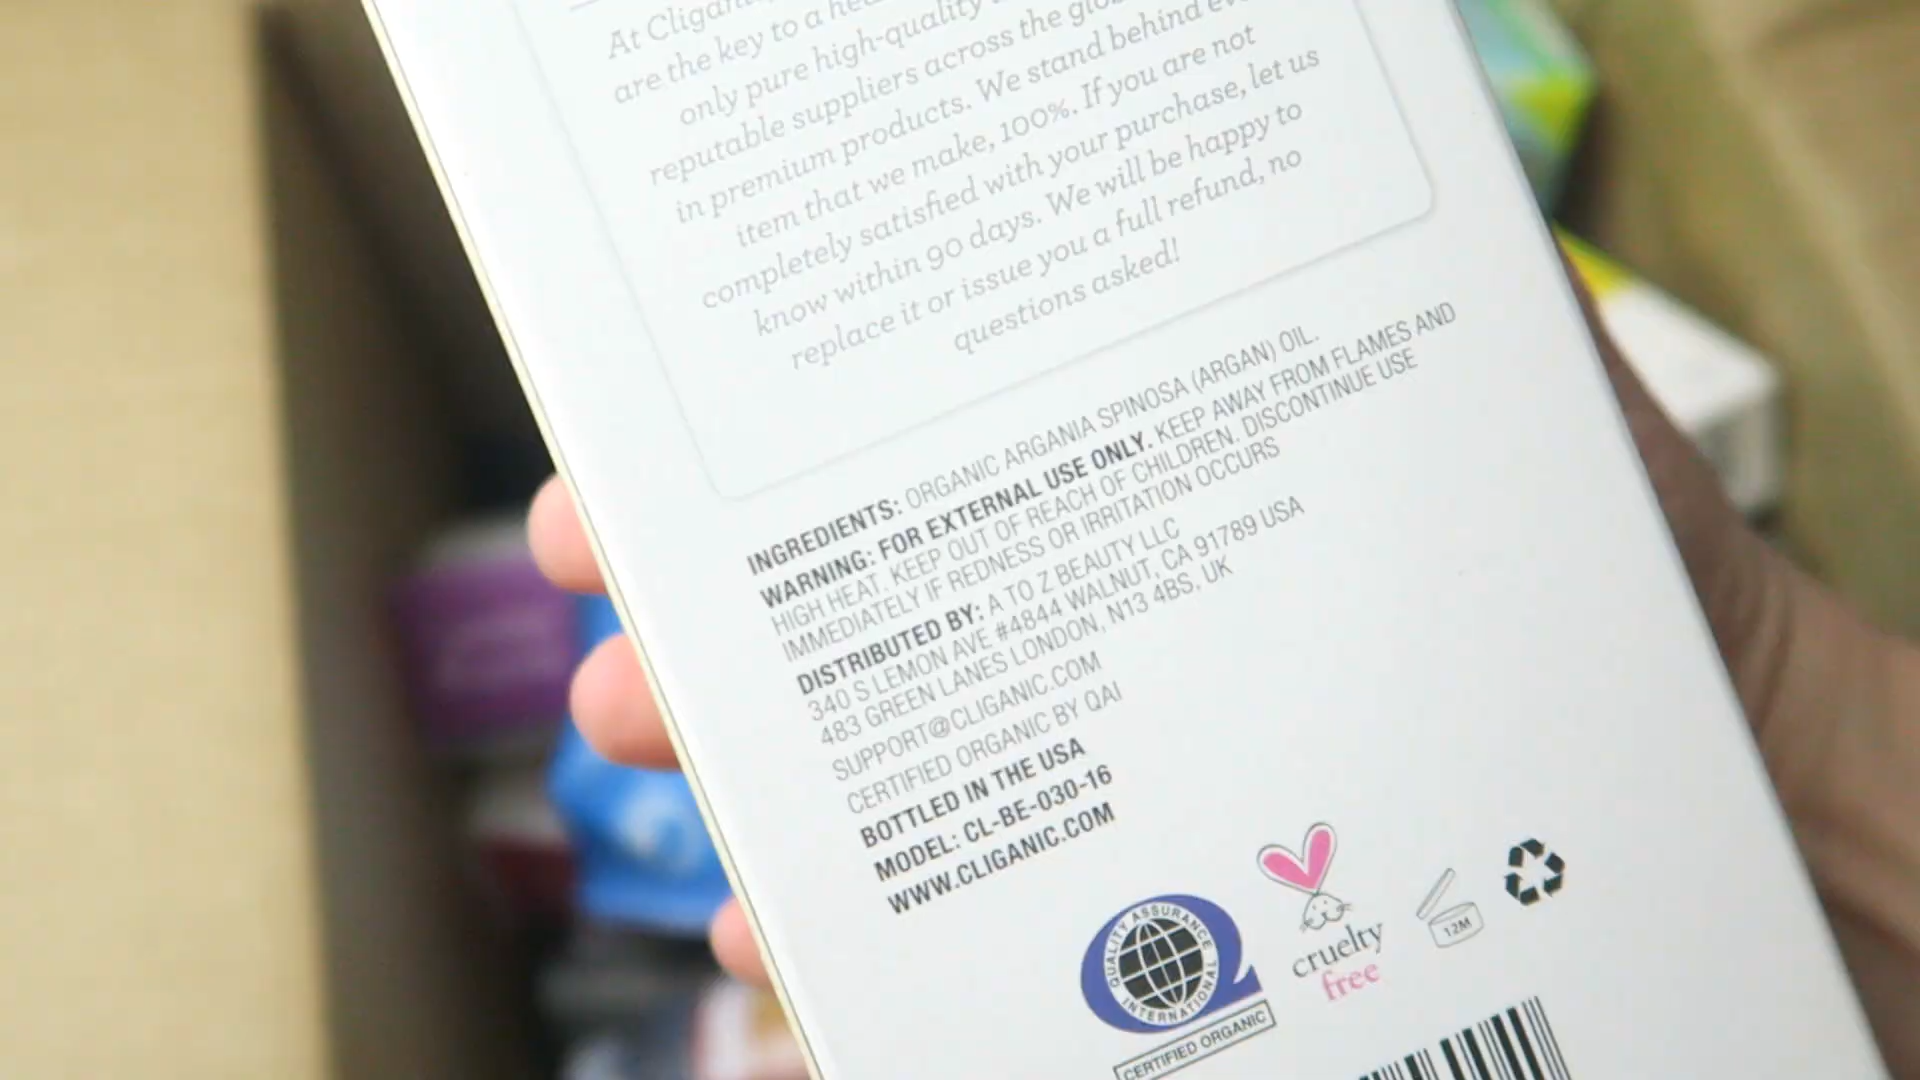 At Cligani
are the key to a hea
only pure high-quality
reputable suppliers across the glo
in premium products. We stand behind ev
item that we make, 100%. If you are not
completely satisfied with your purchase, let us
know within 90 days. We will be happy to
replace it or issue you a full refund, no
questions asked!
INGREDIENTS: ORGANIC ARGANIA SPINOSA (ARGAN) OIL.
WARNING: FOR EXTERNAL USE ONLY. KEEP AWAY FROM FLAMES AND
HIGH HEAT. KEEP OUT OF REACH OF CHILDREN. DISCONTINUE USE
IMMEDIATELY IF REDNESS OR IRRITATION OCCURS
DISTRIBUTED BY: A TO Z BEAUTY LLC
340 S LEMON AVE #4844 WALNUT, CA 91789 USA
483 GREEN LANES LONDON, N13 4BS, UK
SUPPORT@CLIGANIC.COM
CERTIFIED ORGANIC BY QAI
BOTTLED IN THE USA
MODEL: CL-BE-030-16
WWW.CLIGANIC.COM
QUALITY ASSURANCE
INTERNATIONAL
CERTIFIED ORGANIC
cruelty
free
12M